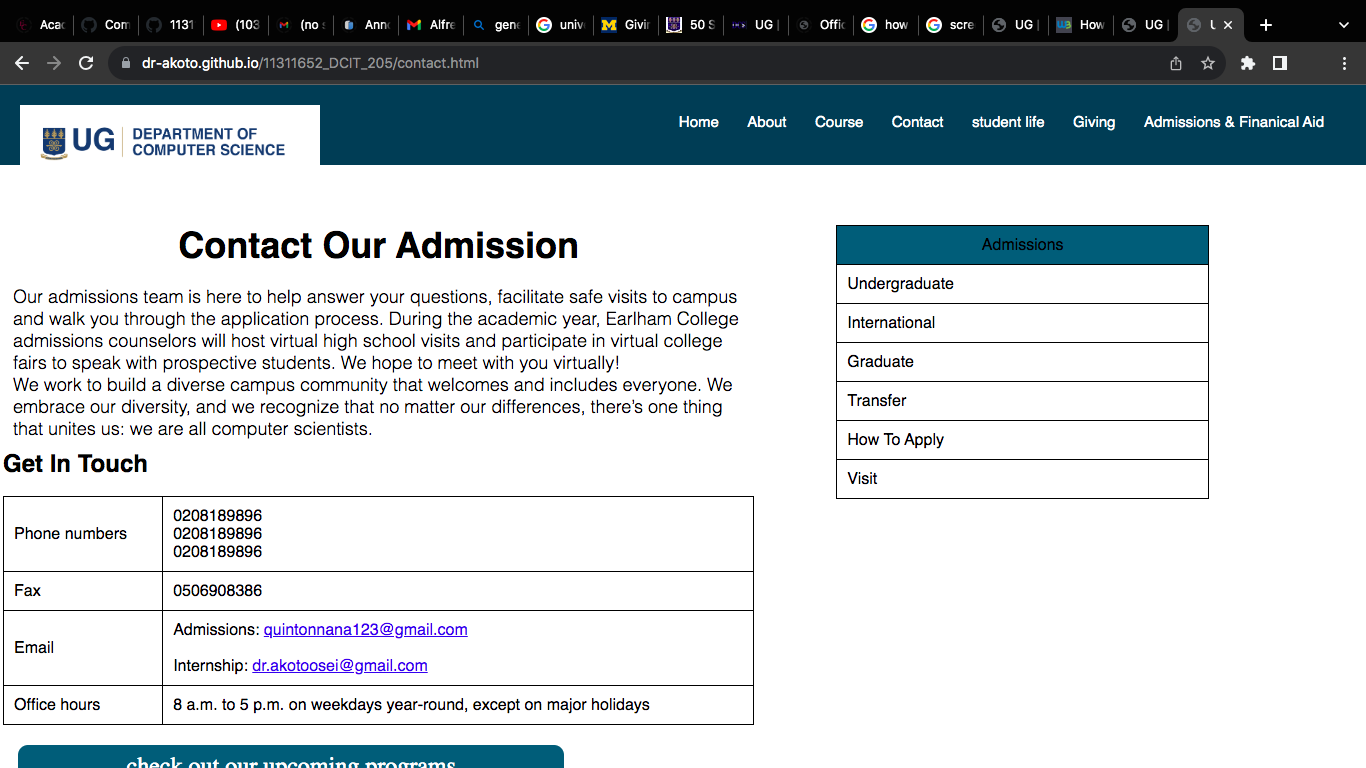 Aca
Com
1131
(103
(no s
Anno
Alfre
gene
univ
Givin
50 S
UG |
Offic
how
scre
UG |
How
UG |
dr-akoto.github.io/11311652_DCIT_205/contact.html
UG DEPARTMENT OF
COMPUTER SCIENCE
Home About Course Contact student life Giving Admissions & Finanical Aid
Contact Our Admission
Our admissions team is here to help answer your questions, facilitate safe visits to campus
and walk you through the application process. During the academic year, Earlham College
admissions counselors will host virtual high school visits and participate in virtual college
fairs to speak with prospective students. We hope to meet with you virtually!
We work to build a diverse campus community that welcomes and includes everyone. We
embrace our diversity, and we recognize that no matter our differences, there's one thing
that unites us: we are all computer scientists.
Get In Touch
Phone numbers
0208189896
0208189896
0208189896
Fax 0506908386
Email
Admissions: quintonnana123@gmail.com
Internship: dr.akotoosei@gmail.com
Office hours 8 a.m. to 5 p.m. on weekdays year-round, except on major holidays
check out our upcoming programs
Admissions
Undergraduate
International
Graduate
Transfer
How To Apply
Visit